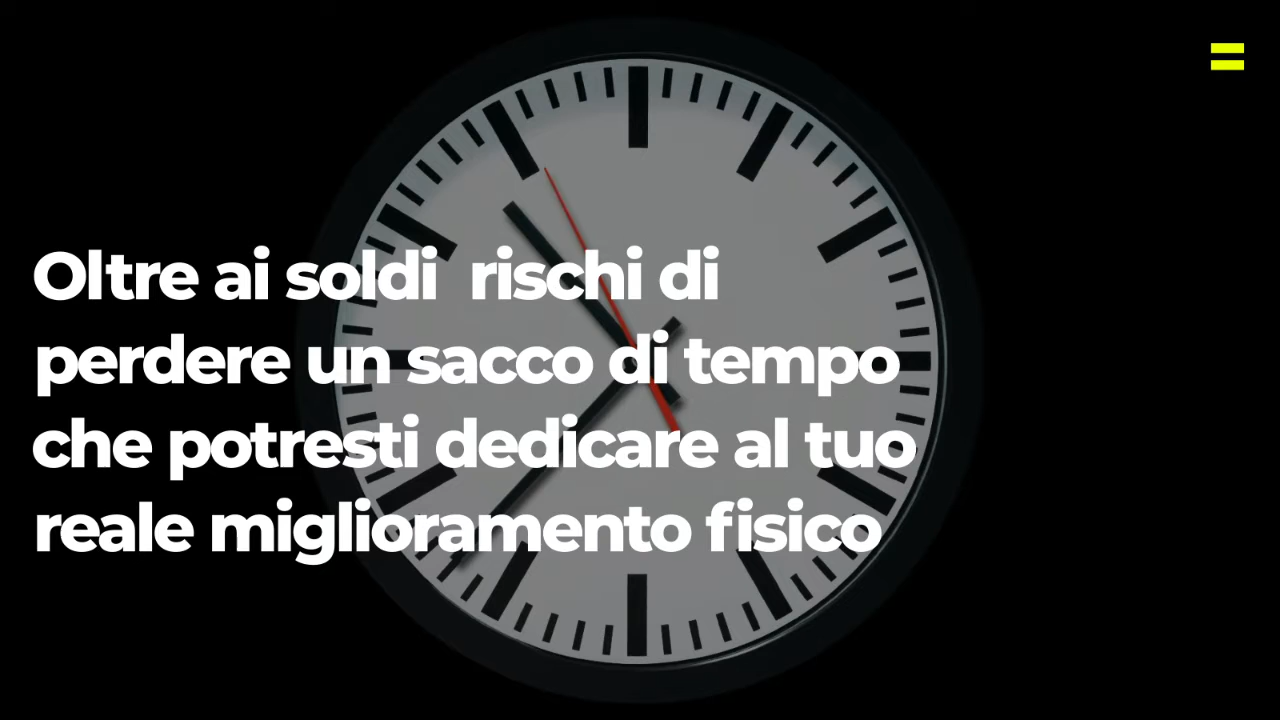 Oltre ai soldi  rischi di
perdere un sacco di tempo
che potresti dedicare al tuo
reale miglioramento fisico